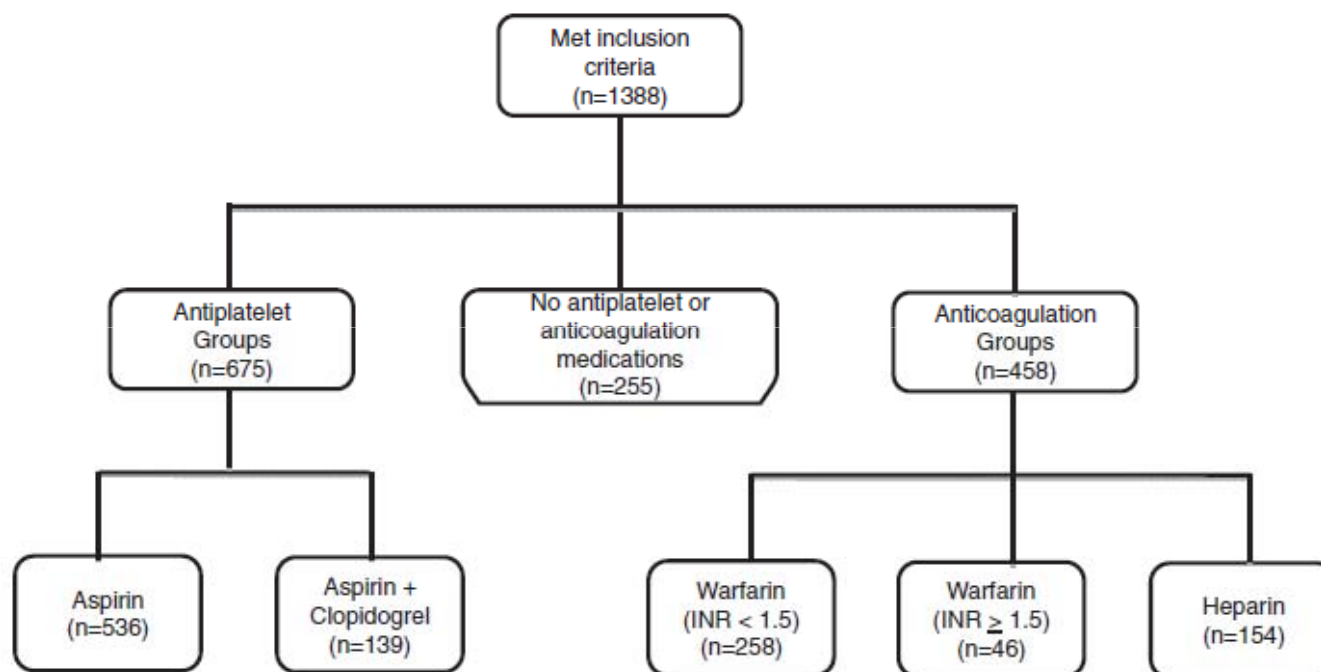 Met inclusion
criteria
(n=1388)
Antiplatelet
Groups
(n=675)
No antiplatelet or
anticoagulation
medications
(n=255)
Anticoagulation
Groups
(n=458)
Aspirin
(n=536)
Aspirin +
Clopidogrel
(n=139)
Warfarin
(INR < 1.5)
(n=258)
Warfarin
(INR ≥ 1.5)
(n=46)
Heparin
(n=154)